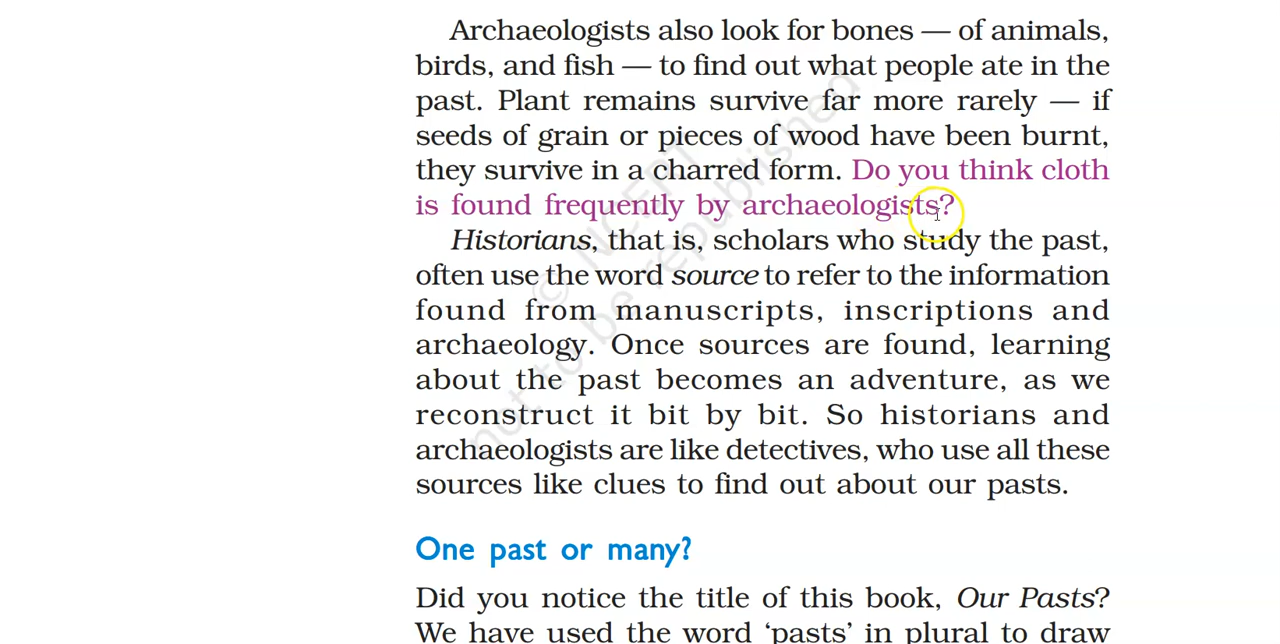 Archaeologists also look for bones — of animals,
birds, and fish — to find out what people ate in the
past. Plant remains survive far more rarely — if
seeds of grain or pieces of wood have been burnt,
they survive in a charred form. Do you think cloth
is found frequently by archaeologists?
Historians, that is, scholars who study the past,
often use the word source to refer to the information
found from manuscripts, inscriptions and
archaeology. Once sources are found, learning
about the past becomes an adventure, as we
reconstruct it bit by bit. So historians and
archaeologists are like detectives, who use all these
sources like clues to find out about our pasts.
One past or many?
Did you notice the title of this book, Our Pasts?
We have used the word ‘pasts’ in plural to draw
© NCERT
not to be republished